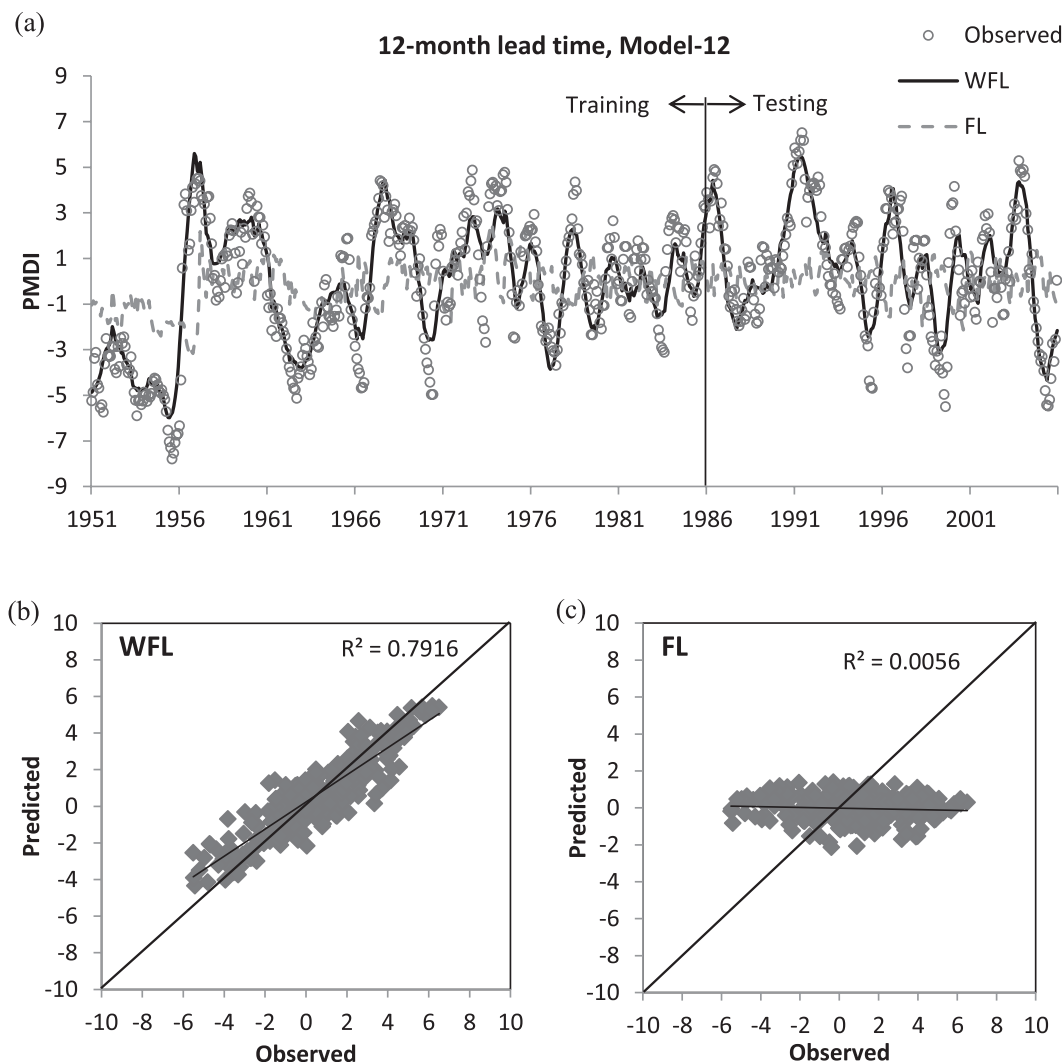 (a)
12-month lead time, Model-12
Observed
WFL
FL
Training
Testing
PMDI
9
7
5
3
1
-1
-3
-5
-7
-9
1951 1956 1961 1966 1971 1976 1981 1986 1991 1996 2001
(b)
WFL
R² = 0.7916
Predicted
10
8
6
4
2
0
-2
-4
-6
-8
-10
-10 -8 -6 -4 -2 0 2 4 6 8 10
Observed
(c)
FL
R² = 0.0056
Predicted
10
8
6
4
2
0
-2
-4
-6
-8
-10
-10 -8 -6 -4 -2 0 2 4 6 8 10
Observed